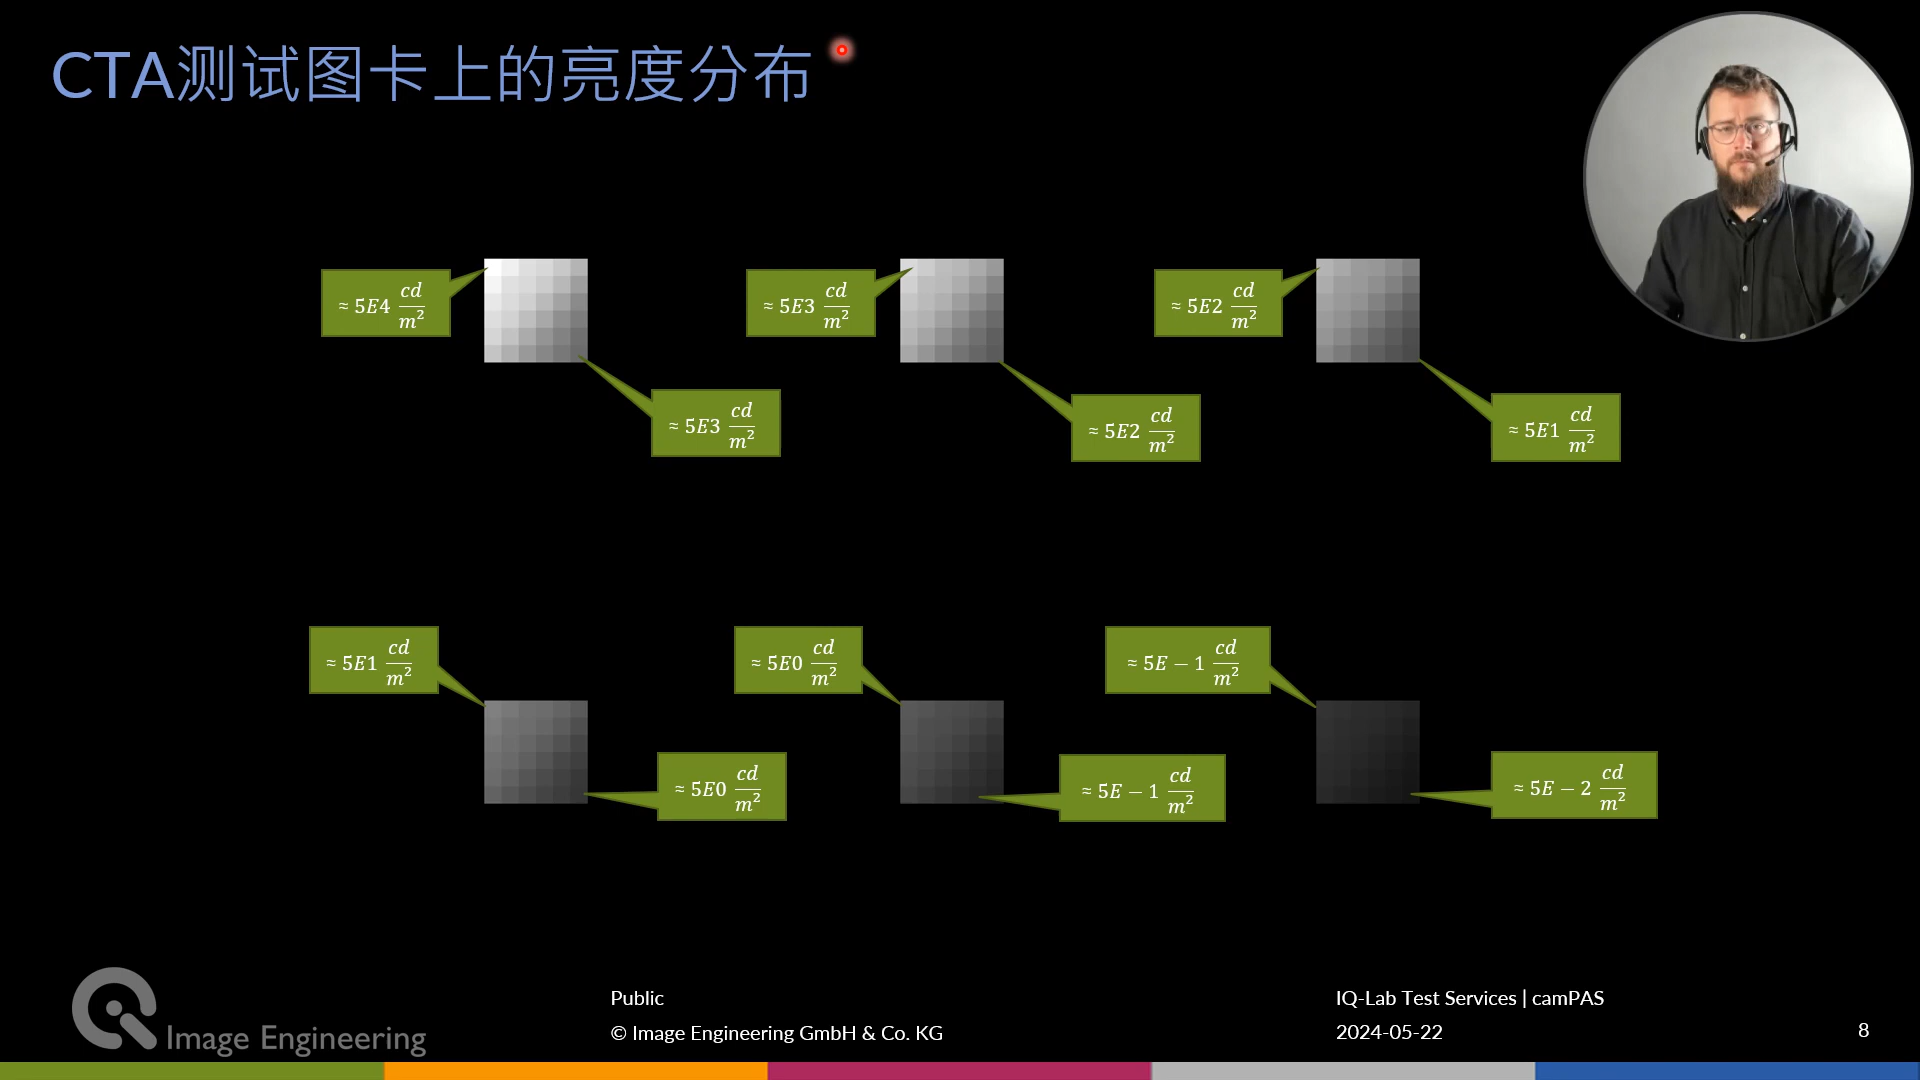 CTA测试图卡上的亮度分布
≈ 5E4 cd/m²
≈ 5E3 cd/m²
≈ 5E2 cd/m²
≈ 5E3 cd/m²
≈ 5E2 cd/m²
≈ 5E1 cd/m²
≈ 5E1 cd/m²
≈ 5E0 cd/m²
≈ 5E − 1 cd/m²
≈ 5E0 cd/m²
≈ 5E − 1 cd/m²
≈ 5E − 2 cd/m²
Image Engineering
Public
© Image Engineering GmbH & Co. KG
IQ-Lab Test Services | camPAS
2024-05-22
8